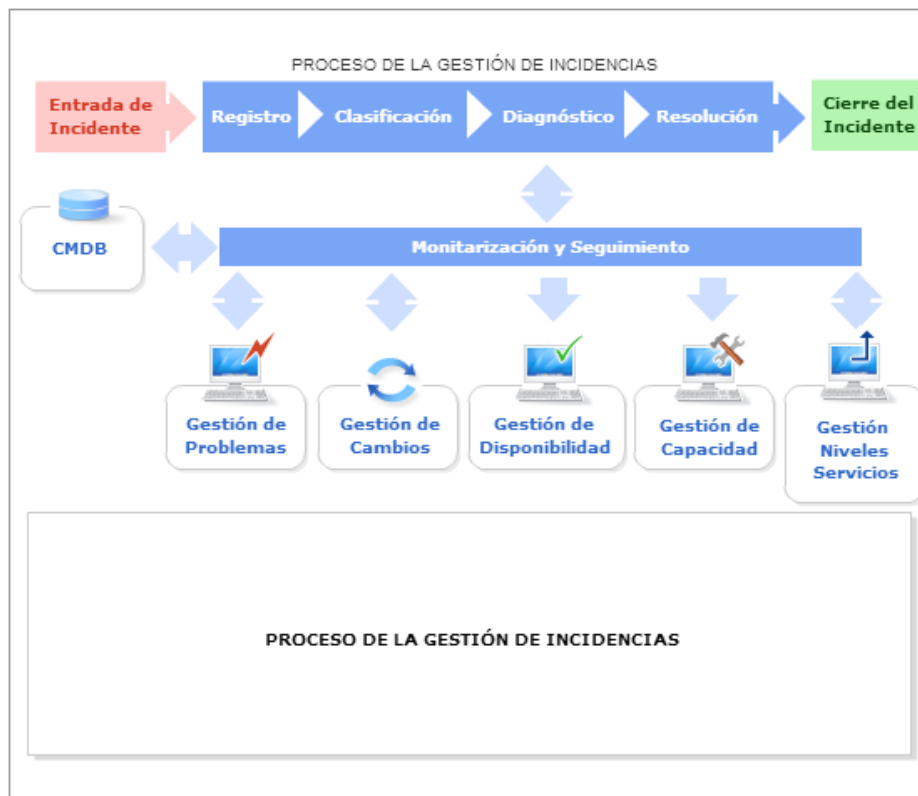 PROCESO DE LA GESTIÓN DE INCIDENCIAS
Entrada de
Incidente
Registro
Clasificación
Diagnóstico
Resolución
Cierre del
Incidente
CMDB
Monitarización y Seguimiento
Gestión de
Problemas
Gestión de
Cambios
Gestión de
Disponibilidad
Gestión de
Capacidad
Gestión
Niveles
Servicios
PROCESO DE LA GESTIÓN DE INCIDENCIAS